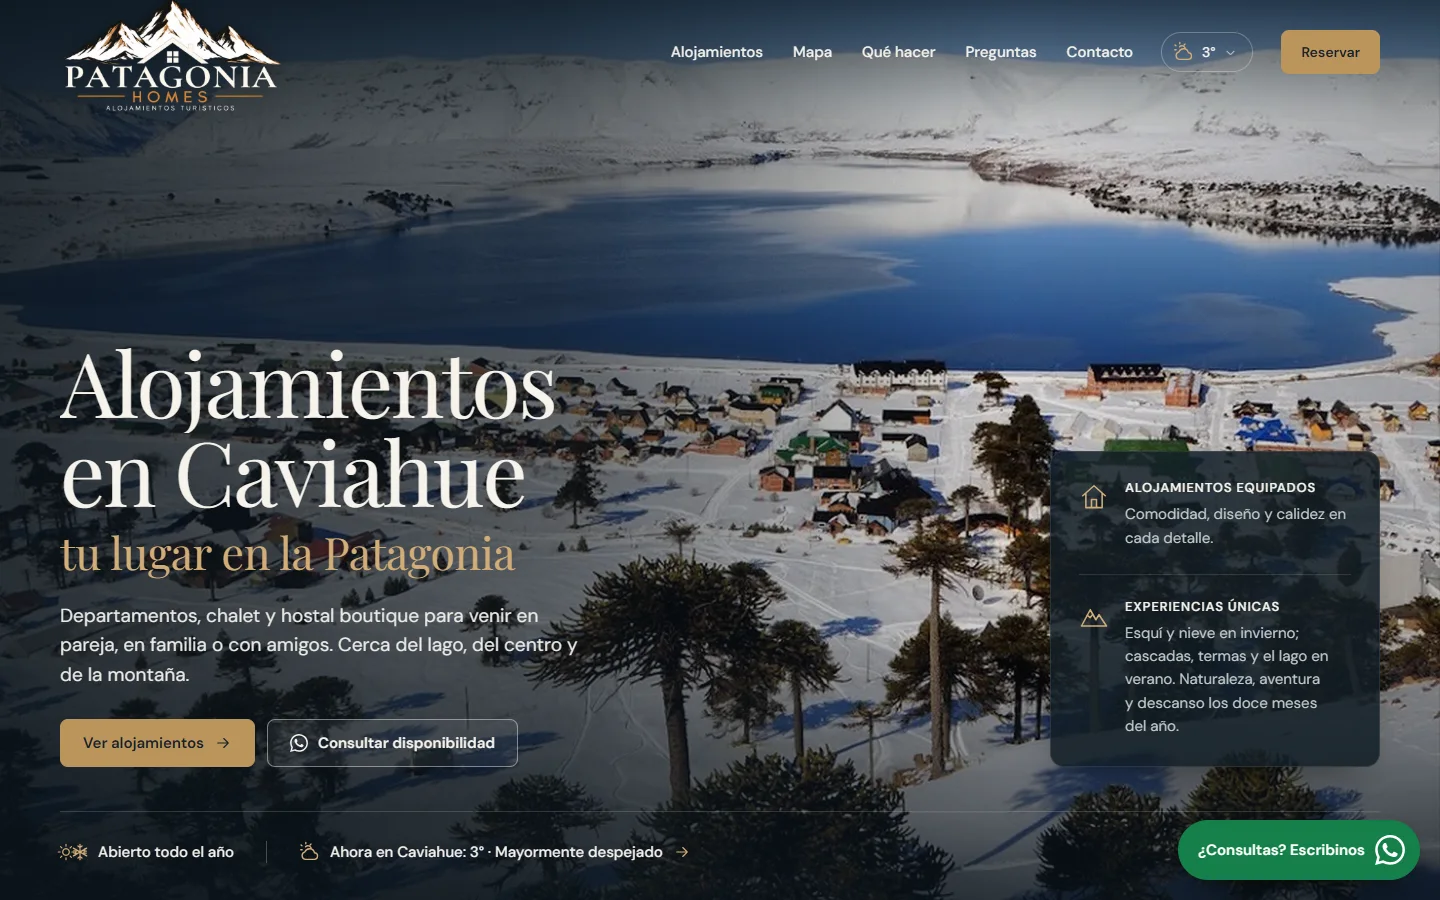 PATAGONIA
HOMES
ALOJAMIENTOS TURÍSTICOS
Alojamientos
Mapa
Qué hacer
Preguntas
Contacto
3°
Reservar
Alojamientos
en Caviahue
tu lugar en la Patagonia
Departamentos, chalet y hostal boutique para venir en
pareja, en familia o con amigos. Cerca del lago, del centro y
de la montaña.
Ver alojamientos →
Consultar disponibilidad
ALOJAMIENTOS EQUIPADOS
Comodidad, diseño y calidez en
cada detalle.
EXPERIENCIAS ÚNICAS
Esquí y nieve en invierno;
cascadas, termas y el lago en
verano. Naturaleza, aventura
y descanso los doce meses
del año.
Abierto todo el año
Ahora en Caviahue: 3° · Mayormente despejado →
¿Consultas? Escribinos